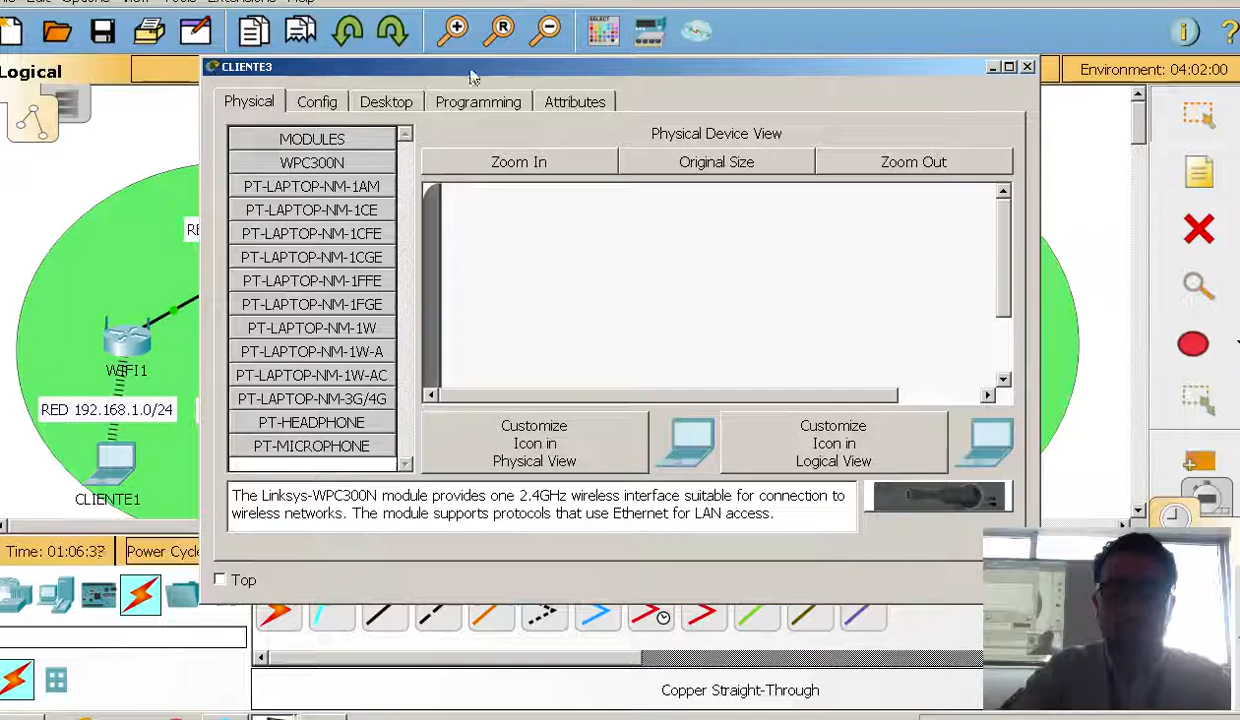 Logical
Environment: 04:02:00
CLIENTE3
Physical
Config
Desktop
Programming
Attributes
MODULES
WPC300N
PT-LAPTOP-NM-1AM
PT-LAPTOP-NM-1CE
PT-LAPTOP-NM-1CFE
PT-LAPTOP-NM-1CGE
PT-LAPTOP-NM-1FFE
PT-LAPTOP-NM-1FGE
PT-LAPTOP-NM-1W
PT-LAPTOP-NM-1W-A
PT-LAPTOP-NM-1W-AC
PT-LAPTOP-NM-3G/4G
PT-HEADPHONE
PT-MICROPHONE
Physical Device View
Zoom In
Original Size
Zoom Out
Customize
Icon in
Physical View
Customize
Icon in
Logical View
The Linksys-WPC300N module provides one 2.4GHz wireless interface suitable for connection to
wireless networks. The module supports protocols that use Ethernet for LAN access.
Top
WIFI1
RED 192.168.1.0/24
CLIENTE1
Time: 01:06:37
Power Cycl
SELECT
R
Copper Straight-Through